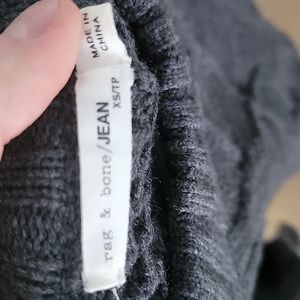 MADE IN
CHINA
rag & bone/JEAN
XS/TP